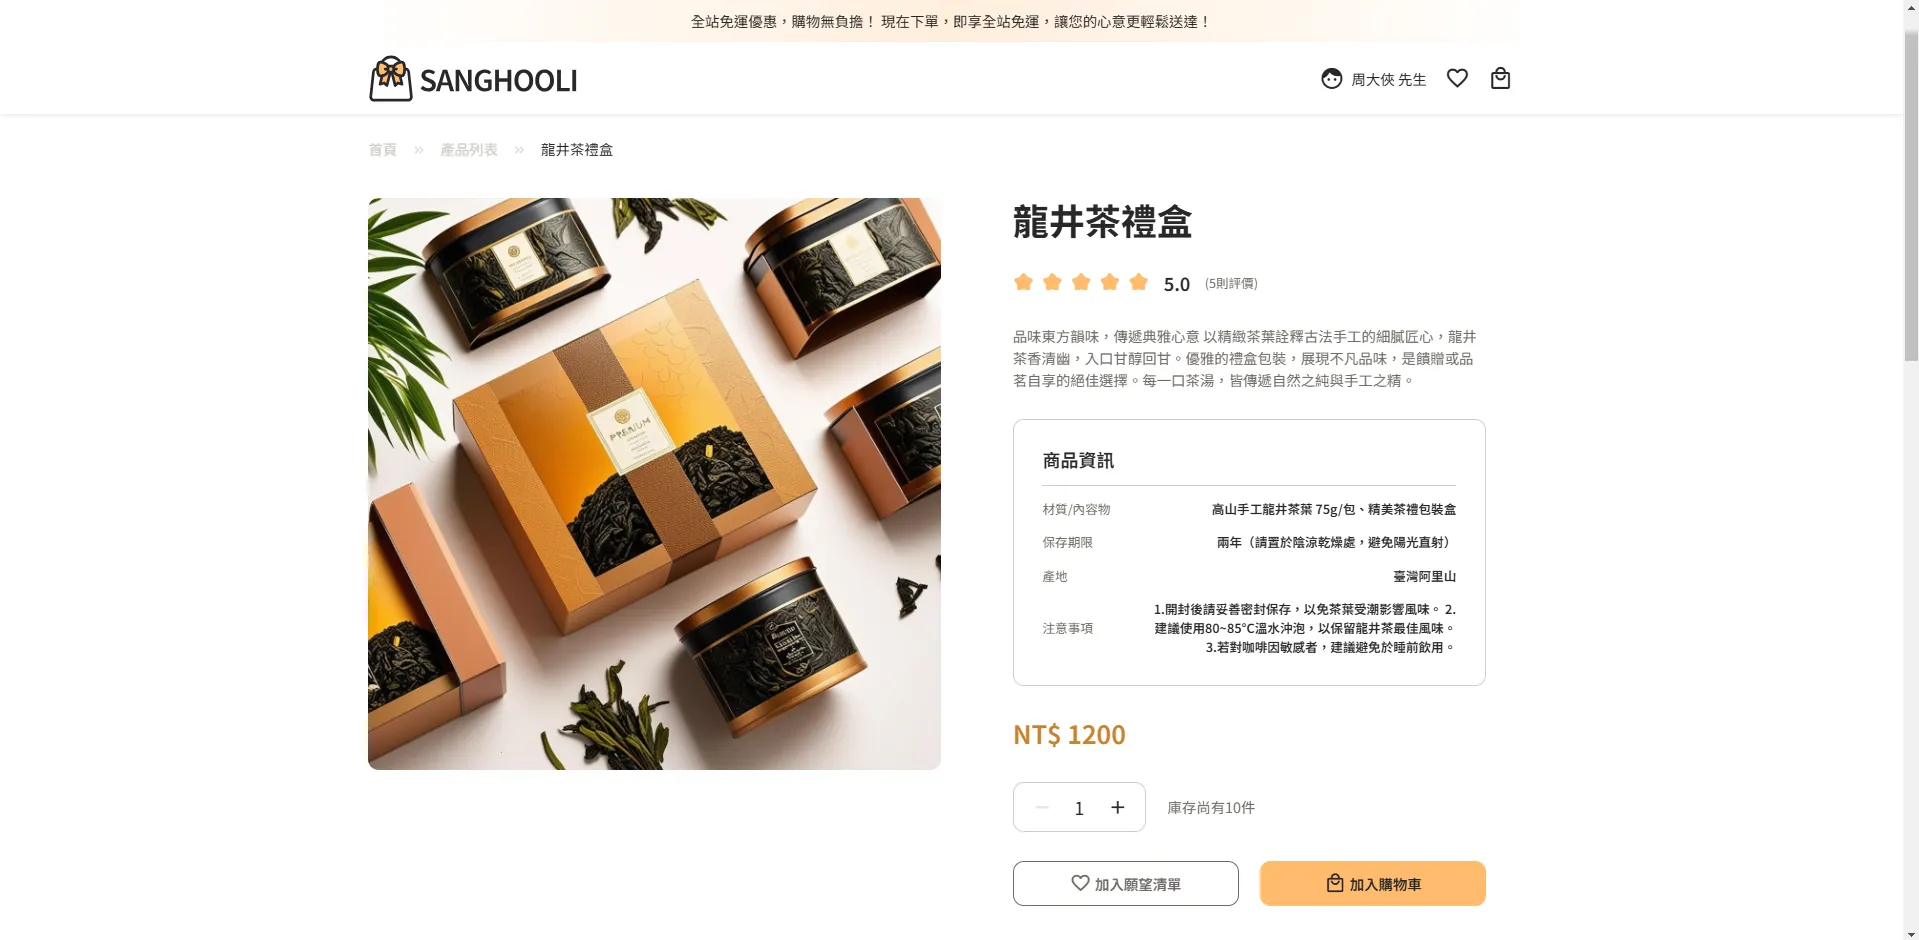 全站免運優惠，購物無負擔！ 現在下單，即享全站免運，讓您的心意更輕鬆送達！
SANGHOOLI
周大俠 先生
首頁 » 產品列表 » 龍井茶禮盒
PREMIUM
龍井茶禮盒
5.0 (5則評價)
品味東方韻味，傳遞典雅心意 以精緻茶葉詮釋古法手工的細膩匠心，龍井
茶香清幽，入口甘醇回甘。優雅的禮盒包裝，展現不凡品味，是饋贈或品
茗自享的絕佳選擇。每一口茶湯，皆傳遞自然之純與手工之精。
商品資訊
材質/內容物 高山手工龍井茶葉 75g/包、精美茶禮包裝盒
保存期限 兩年（請置於陰涼乾燥處，避免陽光直射）
產地 臺灣阿里山
注意事項
1.開封後請妥善密封保存，以免茶葉受潮影響風味。 2.
建議使用80~85°C溫水沖泡，以保留龍井茶最佳風味。
3.若對咖啡因敏感者，建議避免於睡前飲用。
NT$ 1200
1
庫存尚有10件
加入願望清單
加入購物車